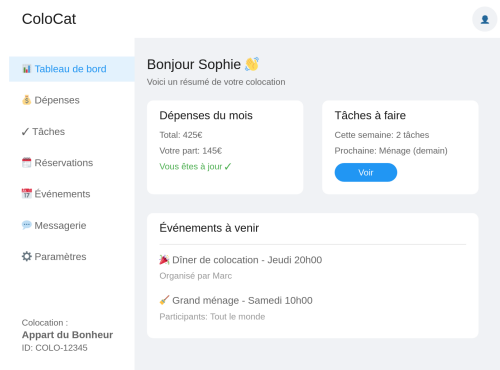 ColoCat
Tableau de bord
Dépenses
Tâches
Réservations
Événements
Messagerie
Paramètres
Colocation :
Appart du Bonheur
ID: COLO-12345
Bonjour Sophie 👋
Voici un résumé de votre colocation
Dépenses du mois
Total: 425€
Votre part: 145€
Vous êtes à jour ✓
Tâches à faire
Cette semaine: 2 tâches
Prochaine: Ménage (demain)
Voir
Événements à venir
🎉 Dîner de colocation - Jeudi 20h00
Organisé par Marc
🧹 Grand ménage - Samedi 10h00
Participants: Tout le monde